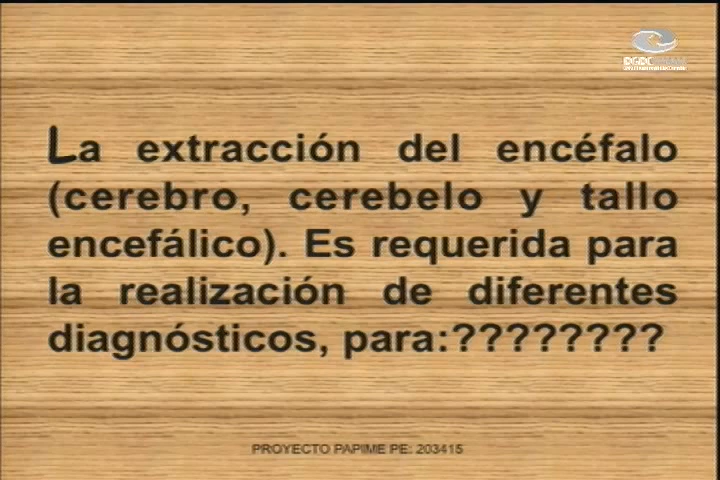 La extracción del encéfalo
(cerebro, cerebelo y tallo
encefálico). Es requerida para
la realización de diferentes
diagnósticos, para:????????
PROYECTO PAPIME PE: 203415